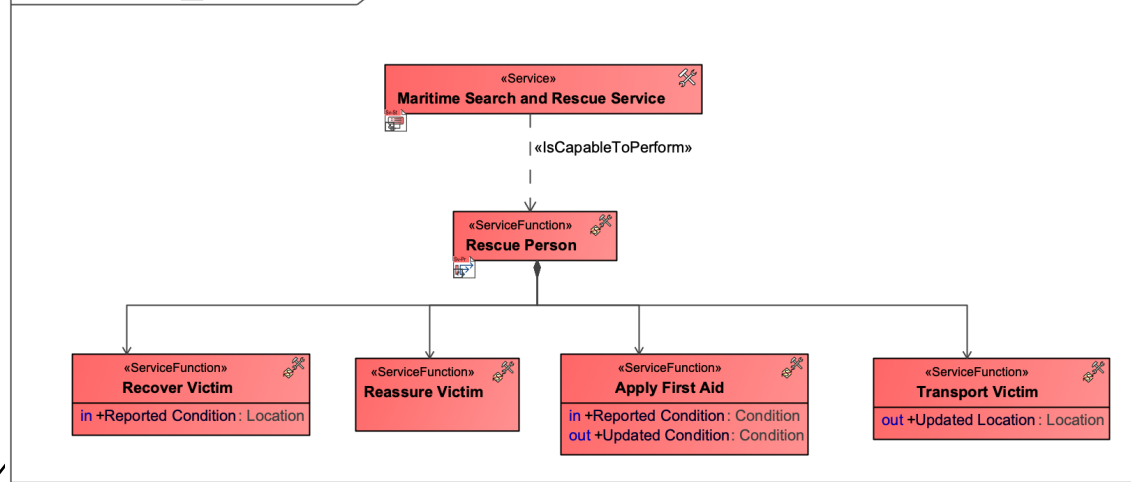 «Service»
Maritime Search and Rescue Service
«IsCapableToPerform»
«ServiceFunction»
Rescue Person
«ServiceFunction»
Recover Victim
in +Reported Condition : Location
«ServiceFunction»
Reassure Victim
«ServiceFunction»
Apply First Aid
in +Reported Condition : Condition
out +Updated Condition : Condition
«ServiceFunction»
Transport Victim
out +Updated Location : Location